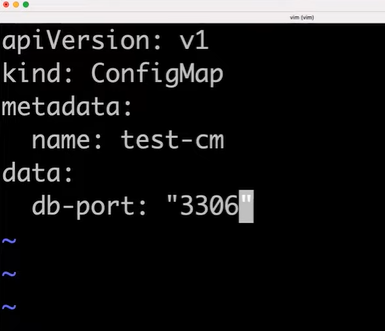 vim (vim)
apiVersion: v1
kind: ConfigMap
metadata:
  name: test-cm
data:
  db-port: "3306"
~
~
~